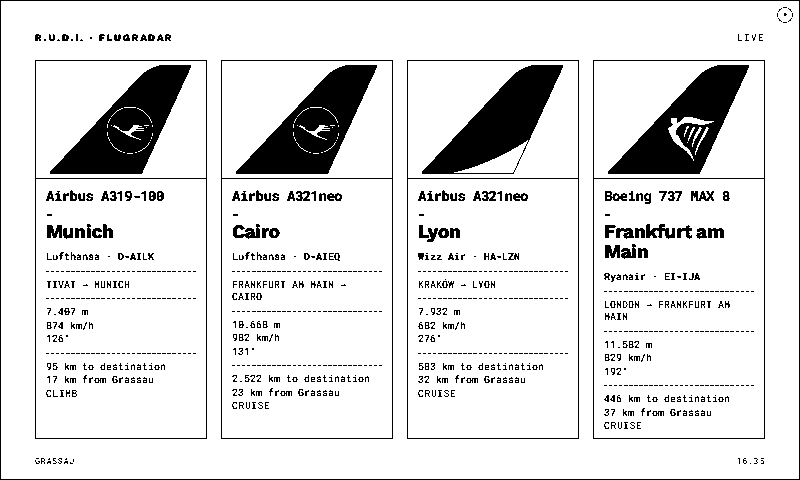 R.U.D.I. · FLUGRADAR
LIVE
Airbus A319-100
-
Munich
Lufthansa · D-AILK
TIVAT → MUNICH
7.407 m
874 km/h
126°
95 km to destination
17 km from Grassau
CLIMB
Airbus A321neo
-
Cairo
Lufthansa · D-AIEQ
FRANKFURT AM MAIN →
CAIRO
10.668 m
982 km/h
131°
2.522 km to destination
23 km from Grassau
CRUISE
Airbus A321neo
-
Lyon
Wizz Air · HA-LZN
KRAKÓW → LYON
7.932 m
682 km/h
276°
583 km to destination
32 km from Grassau
CRUISE
Boeing 737 MAX 8
-
Frankfurt am
Main
Ryanair · EI-IJA
LONDON → FRANKFURT AM
MAIN
11.582 m
829 km/h
192°
446 km to destination
37 km from Grassau
CRUISE
GRASSAU
16.35